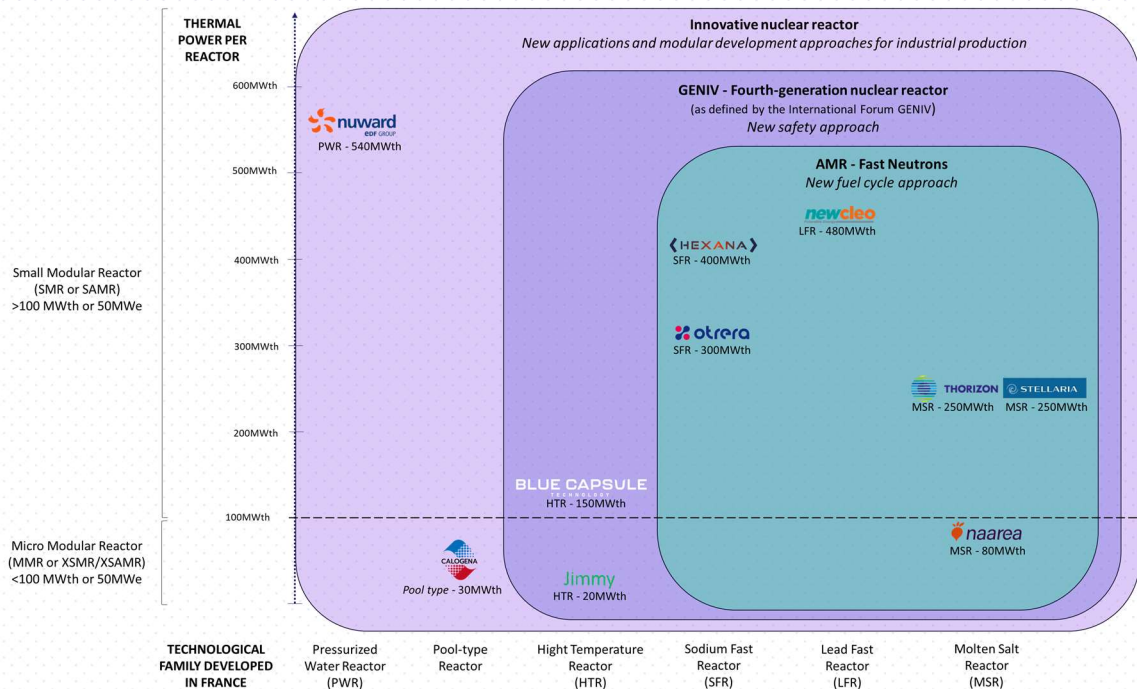 THERMAL
POWER PER
REACTOR
Innovative nuclear reactor
New applications and modular development approaches for industrial production
600MWth
GENIV - Fourth-generation nuclear reactor
(as defined by the International Forum GENIV)
New safety approach
nuward
eDF GROUP
PWR - 540MWth
500MWth
AMR - Fast Neutrons
New fuel cycle approach
newcleo
LFR - 480MWth
HEXANA
SFR - 400MWth
400MWth
Small Modular Reactor
(SMR or SAMR)
>100 MWth or 50MWe
otrera
SFR - 300MWth
300MWth
THORIZON
MSR - 250MWth
STELLARIA
MSR - 250MWth
200MWth
BLUE CAPSULE
TECHNOLOGY
HTR - 150MWth
100MWth
Micro Modular Reactor
(MMR or XSMR/XSAMR)
<100 MWth or 50MWe
naarea
MSR - 80MWth
CALOGENA
Pool type - 30MWth
Jimmy
HTR - 20MWth
TECHNOLOGICAL
FAMILY DEVELOPED
IN FRANCE
Pressurized
Water Reactor
(PWR)
Pool-type
Reactor
Hight Temperature
Reactor
(HTR)
Sodium Fast
Reactor
(SFR)
Lead Fast
Reactor
(LFR)
Molten Salt
Reactor
(MSR)